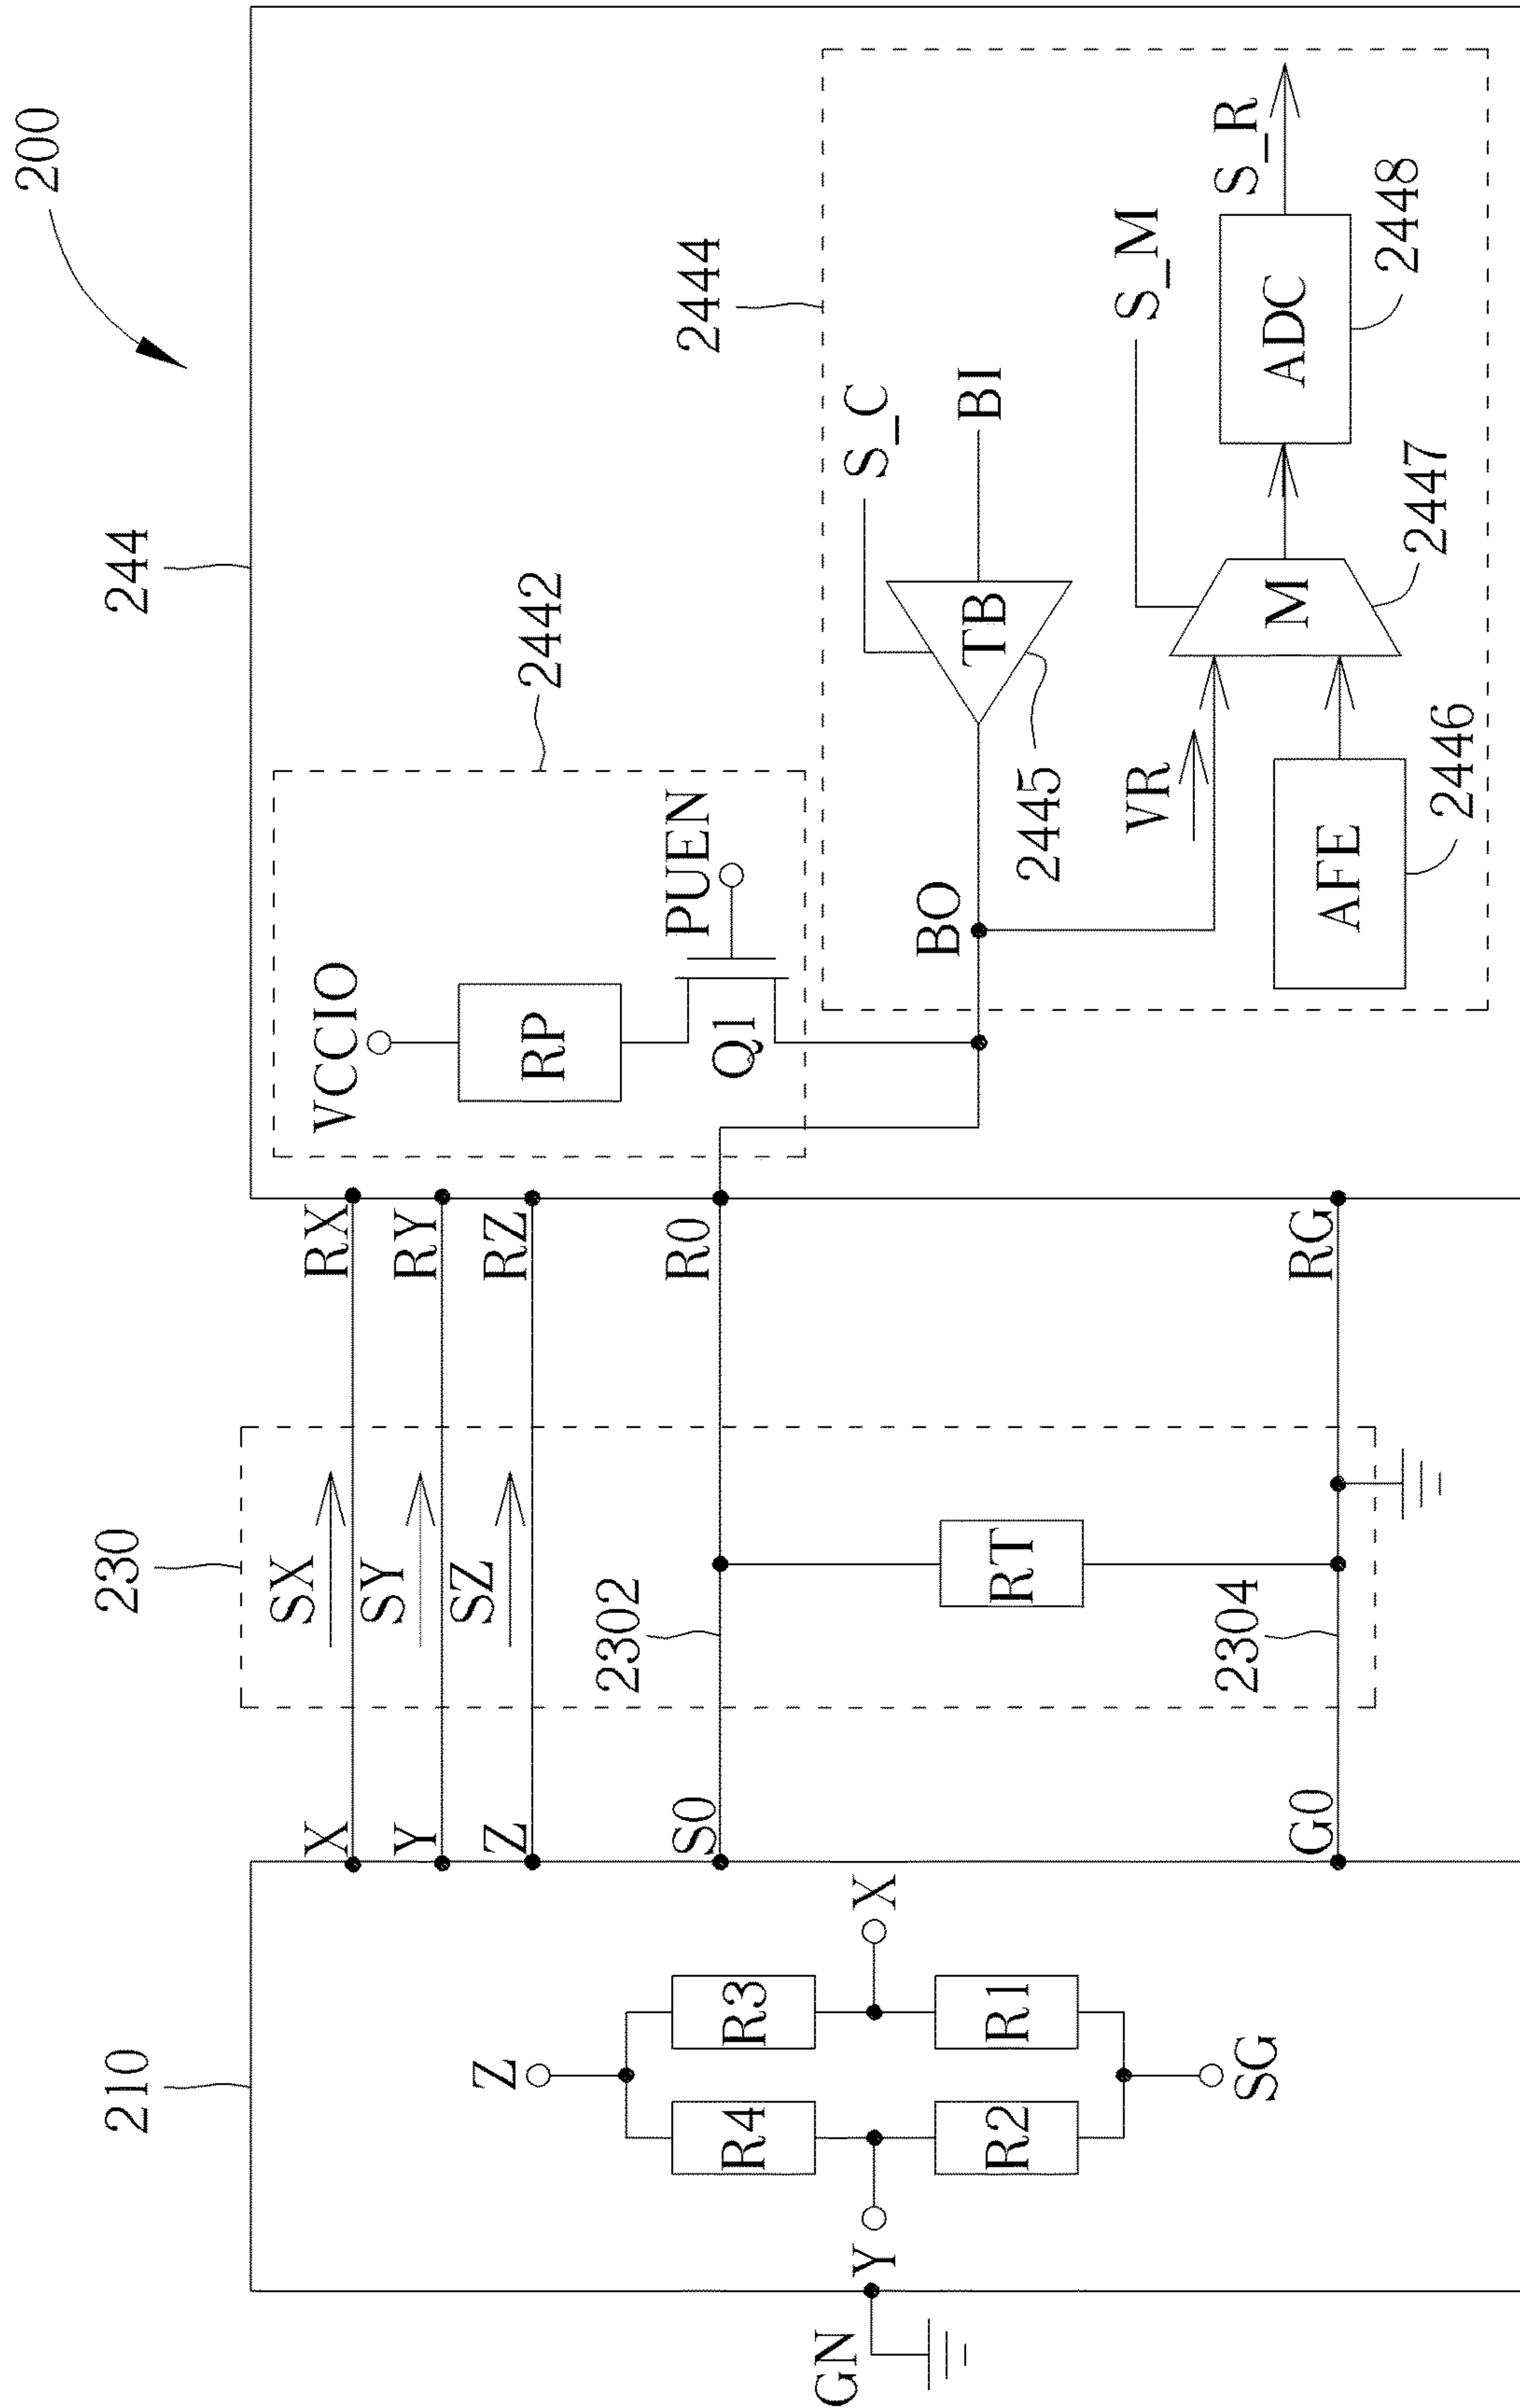 200
210
230
244
Z
R4
R3
Y
X
R2
R1
SG
GN
X
Y
Z
S0
G0
SX
SY
SZ
2302
RT
2304
RX
RY
RZ
R0
RG
2442
VCCIO
RP
Q1
PUEN
2444
S_C
BO
TB
BI
2445
VR
S_M
AFE
2446
M
2447
ADC
2448
S_R